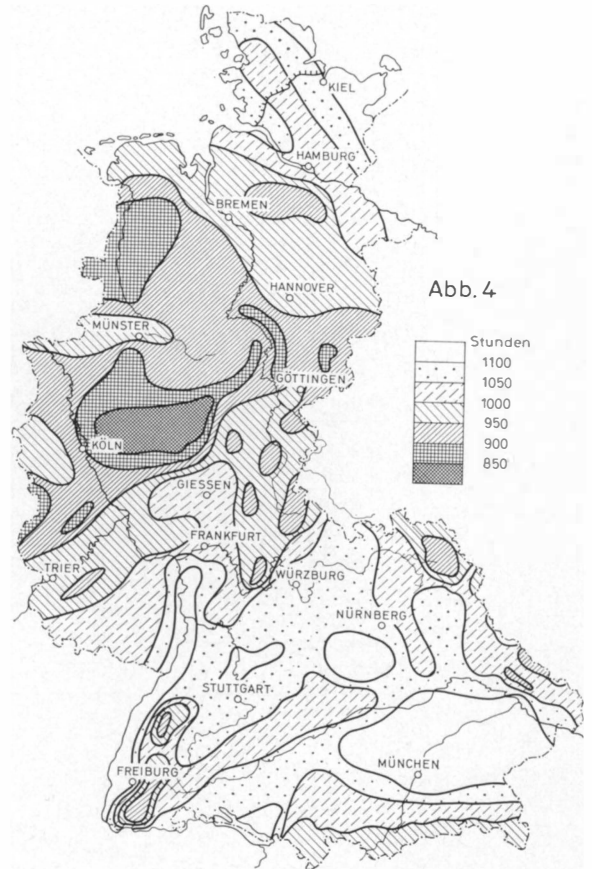 KIEL
HAMBURG
BREMEN
HANNOVER
Abb. 4
MÜNSTER
Stunden
1100
1050
1000
950
900
850
GÖTTINGEN
KÖLN
GIESSEN
FRANKFURT
TRIER
WÜRZBURG
NÜRNBERG
STUTTGART
MÜNCHEN
FREIBURG